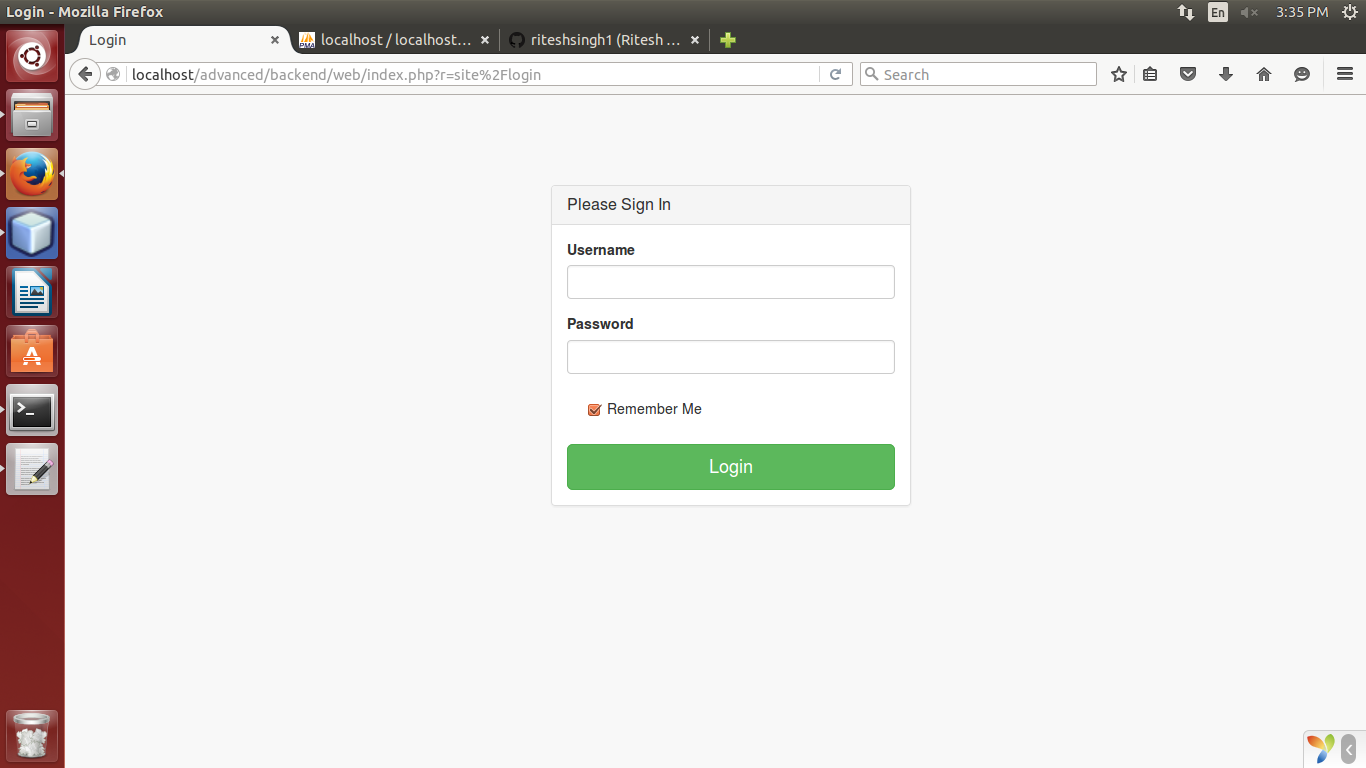 Login - Mozilla Firefox
En
3:35 PM
Login
localhost / localhost...
riteshsingh1 (Ritesh ...
localhost/advanced/backend/web/index.php?r=site%2Flogin
Search
Please Sign In
Username
Password
Remember Me
Login